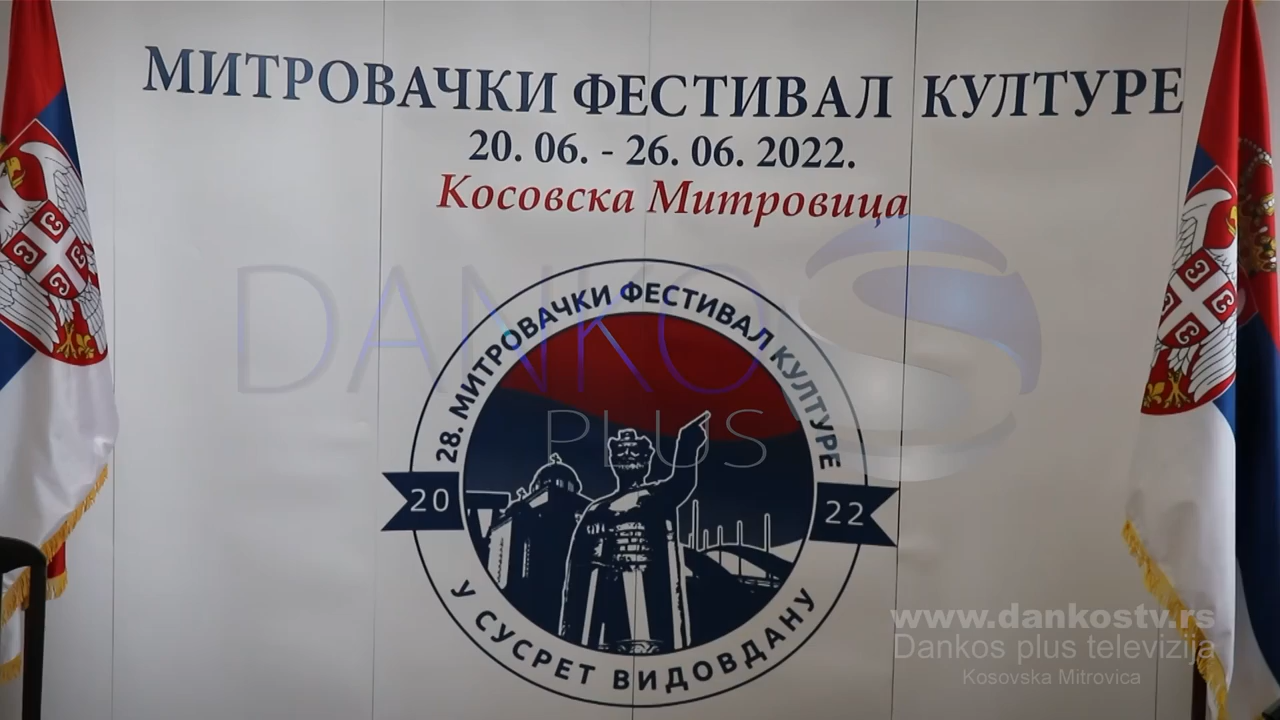 МИТРОВАЧКИ ФЕСТИВАЛ КУЛТУРЕ
20. 06. - 26. 06. 2022.
Косовска Митровица
DANKOS
PLUS
28. МИТРОВАЧКИ ФЕСТИВАЛ КУЛТУРЕ
20 22
У СУСРЕТ ВИДОВДАНУ
www.dankostv.rs
Dankos plus televizija
Kosovska Mitrovica